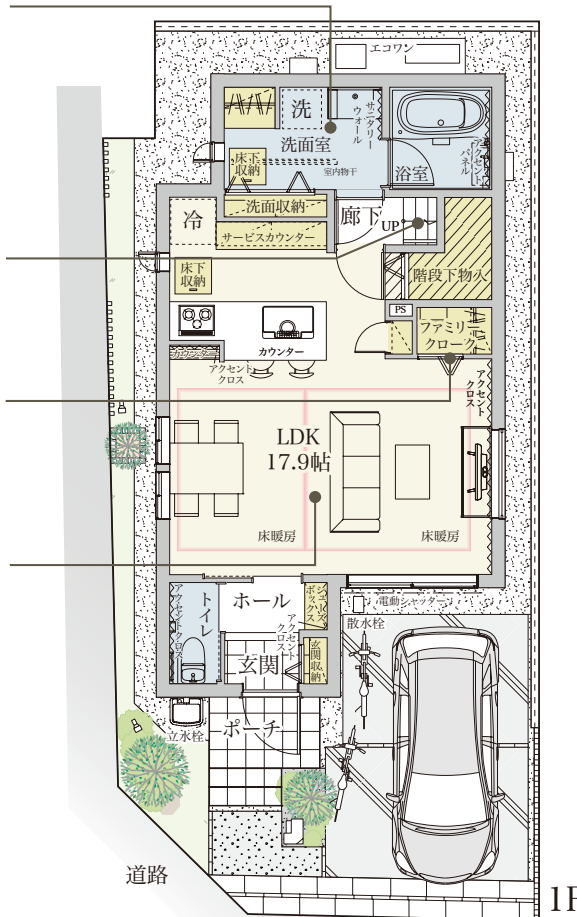 エコワン
洗
サニタリー
ウォール
洗面室
床下
収納
室内物干
浴室
アクセント
パネル
洗面収納
廊下
UP
冷
サービスカウンター
床下
収納
階段下物入
PS
ファミリー
クローク
カウンター
カウンター
アクセント
クロス
アクセント
クロス
LDK
17.9帖
床暖房
床暖房
ホール
シューズ
ボックス
トイレ
アクセントクロス
アクセント
クロス
玄関
玄関
収納
電動シャッター
散水栓
立水栓
ポーチ
道路
1F